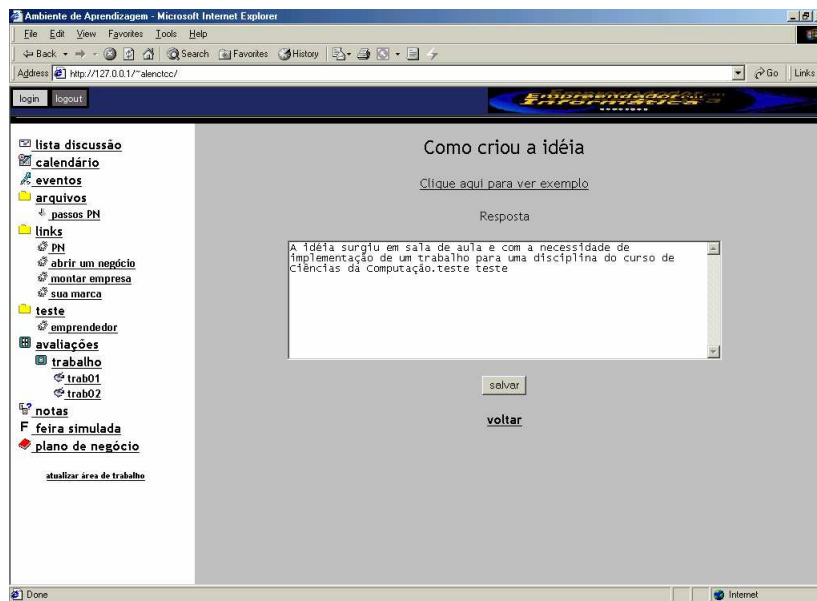 Ambiente de Aprendizagem - Microsoft Internet Explorer
File Edit View Favorites Tools Help
Back Search Favorites History
Address http://127.0.0.1/~alenctcc/ Go Links
login logout
Empreendedor em
Informática
lista discussão
calendário
eventos
arquivos
passos PN
links
PN
abrir um negócio
montar empresa
sua marca
teste
emprendedor
avaliações
trabalho
trab01
trab02
notas
F feira simulada
plano de negócio
atualizar área de trabalho
Como criou a idéia
Clique aqui para ver exemplo
Resposta
A idéia surgiu em sala de aula e com a necessidade de
implementação de um trabalho para uma disciplina do curso de
Ciências da Computação.teste teste
salvar
voltar
Done Internet